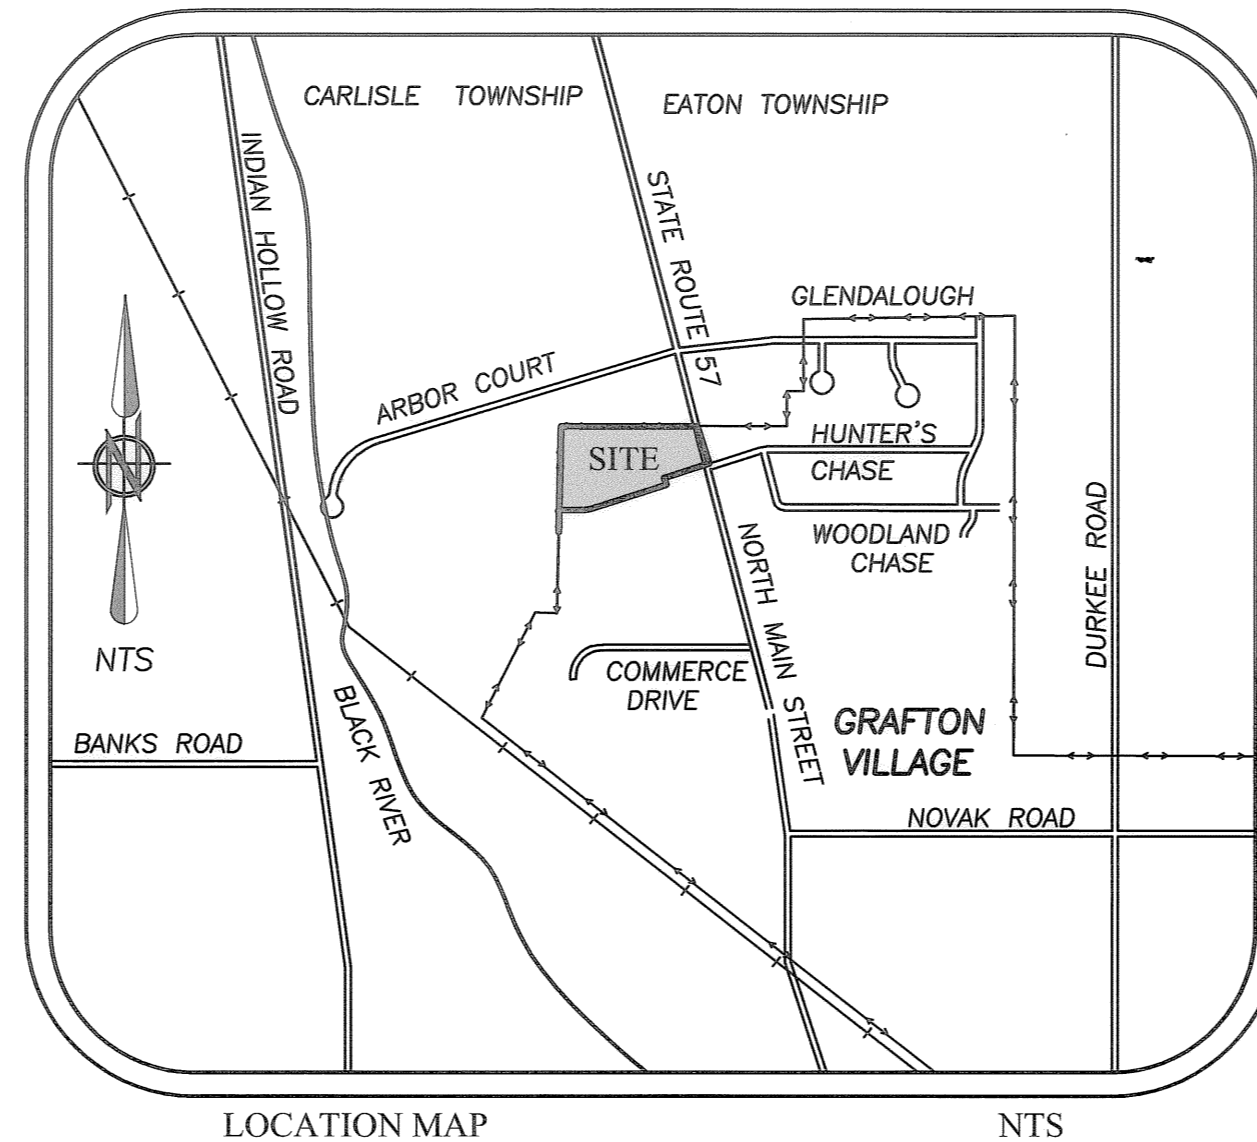 CARLISLE TOWNSHIP
EATON TOWNSHIP
INDIAN HOLLOW ROAD
STATE ROUTE 57
GLENDALOUGH
ARBOR COURT
HUNTER'S
CHASE
SITE
N
WOODLAND
CHASE
DURKEE ROAD
NORTH MAIN STREET
NTS
COMMERCE
DRIVE
BLACK RIVER
GRAFTON
VILLAGE
BANKS ROAD
NOVAK ROAD
LOCATION MAP
NTS